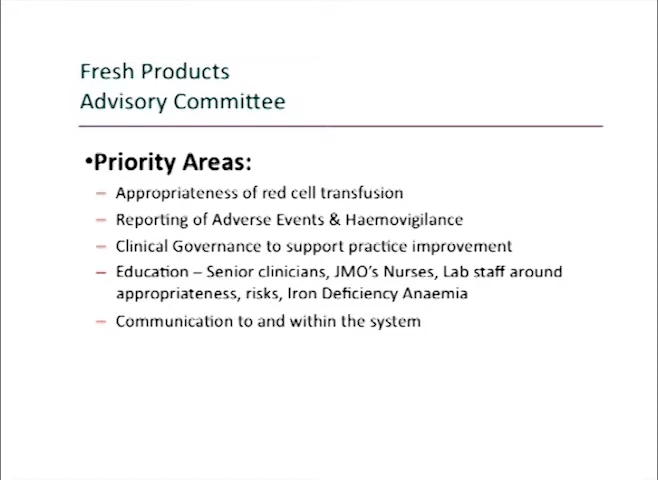 Fresh Products
Advisory Committee
•Priority Areas:
– Appropriateness of red cell transfusion
– Reporting of Adverse Events & Haemovigilance
– Clinical Governance to support practice improvement
– Education – Senior clinicians, JMO's Nurses, Lab staff around
appropriateness, risks, Iron Deficiency Anaemia
– Communication to and within the system